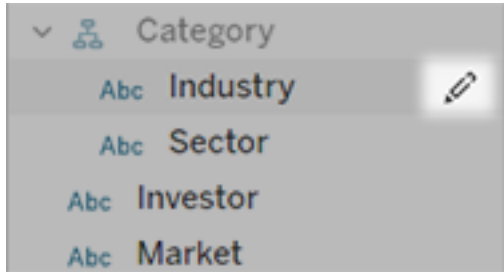 Category
Abc Industry
Abc Sector
Abc Investor
Abc Market